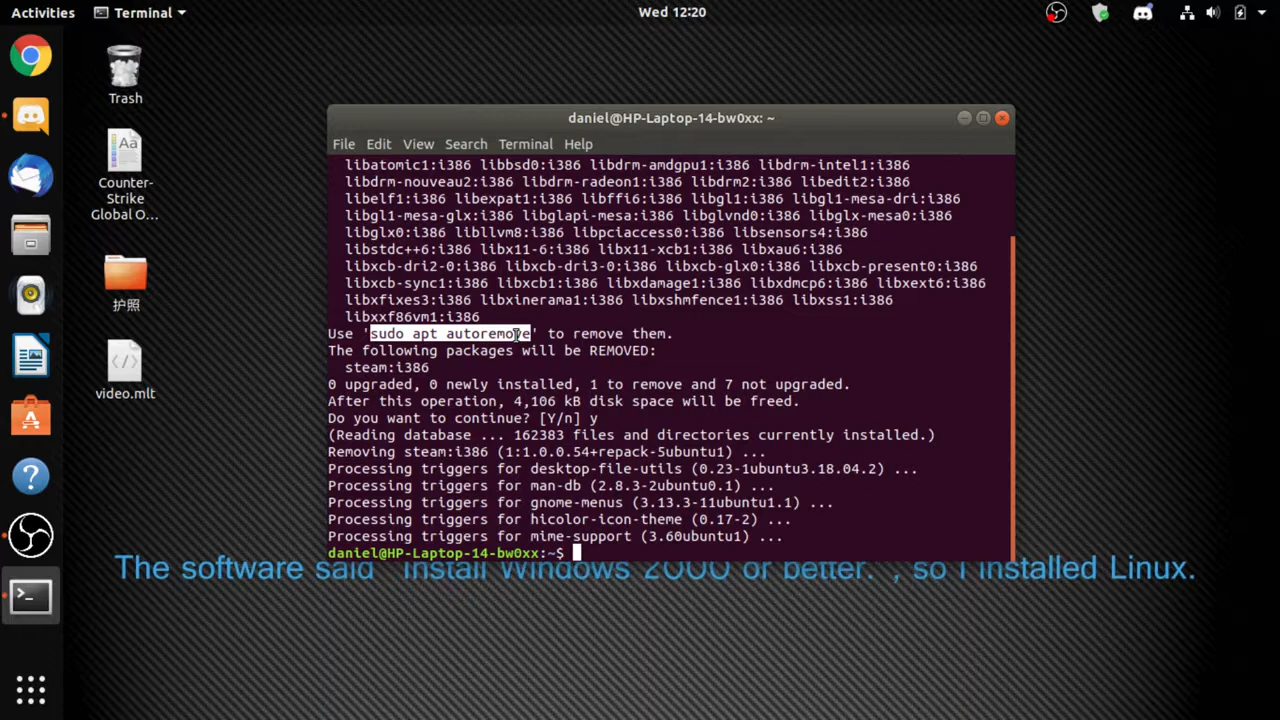 Activities
Terminal
Wed 12:20
Trash
Aa
Counter-
Strike
Global O...
护照
video.mlt
daniel@HP-Laptop-14-bw0xx: ~
File Edit View Search Terminal Help
libatomic1:i386 libbsd0:i386 libdrm-amdgpu1:i386 libdrm-intel1:i386
libdrm-nouveau2:i386 libdrm-radeon1:i386 libdrm2:i386 libedit2:i386
libelf1:i386 libexpat1:i386 libffi6:i386 libgl1:i386 libgl1-mesa-dri:i386
libgl1-mesa-glx:i386 libglapi-mesa:i386 libglvnd0:i386 libglx-mesa0:i386
libglx0:i386 libllvm8:i386 libpciaccess0:i386 libsensors4:i386
libstdc++6:i386 libx11-6:i386 libx11-xcb1:i386 libxau6:i386
libxcb-dri2-0:i386 libxcb-dri3-0:i386 libxcb-glx0:i386 libxcb-present0:i386
libxcb-sync1:i386 libxcb1:i386 libxdamage1:i386 libxdmcp6:i386 libxext6:i386
libxfixes3:i386 libxinerama1:i386 libxshmfence1:i386 libxss1:i386
libxxf86vm1:i386
Use 'sudo apt autoremove' to remove them.
The following packages will be REMOVED:
steam:i386
0 upgraded, 0 newly installed, 1 to remove and 7 not upgraded.
After this operation, 4,106 kB disk space will be freed.
Do you want to continue? [Y/n] y
(Reading database ... 162383 files and directories currently installed.)
Removing steam:i386 (1:1.0.0.54+repack-5ubuntu1) ...
Processing triggers for desktop-file-utils (0.23-1ubuntu3.18.04.2) ...
Processing triggers for man-db (2.8.3-2ubuntu0.1) ...
Processing triggers for gnome-menus (3.13.3-11ubuntu1.1) ...
Processing triggers for hicolor-icon-theme (0.17-2) ...
Processing triggers for mime-support (3.60ubuntu1) ...
daniel@HP-Laptop-14-bw0xx:~$
The software said "Install Windows 2000 or better.", so I installed Linux.